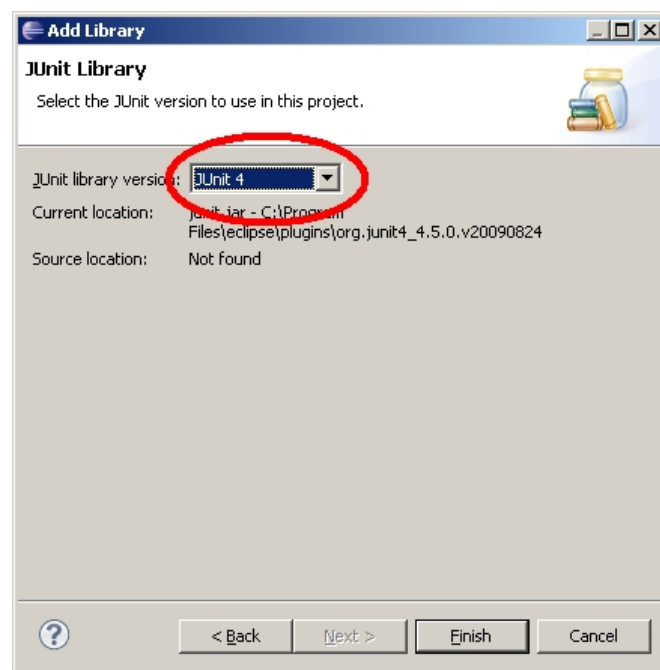 Add Library
JUnit Library
Select the JUnit version to use in this project.
JUnit library version: JUnit 4
Current location: junit.jar - C:\Program
Files\eclipse\plugins\org.junit4_4.5.0.v20090824
Source location: Not found
? < Back Next > Finish Cancel